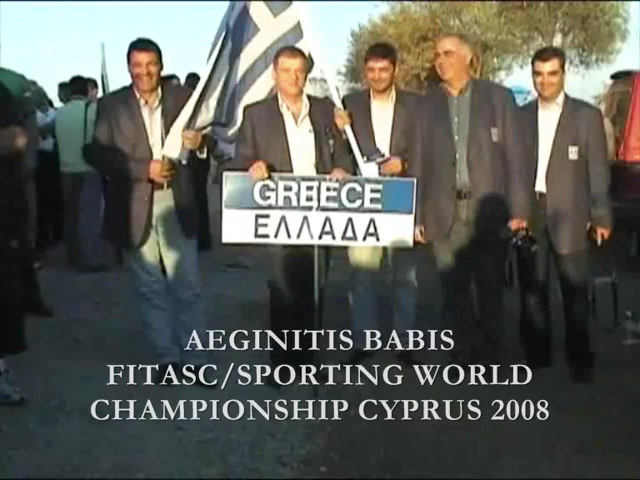 GREECE
ΕΛΛΑΔΑ
AEGINITIS BABIS
FITASC/SPORTING WORLD
CHAMPIONSHIP CYPRUS 2008